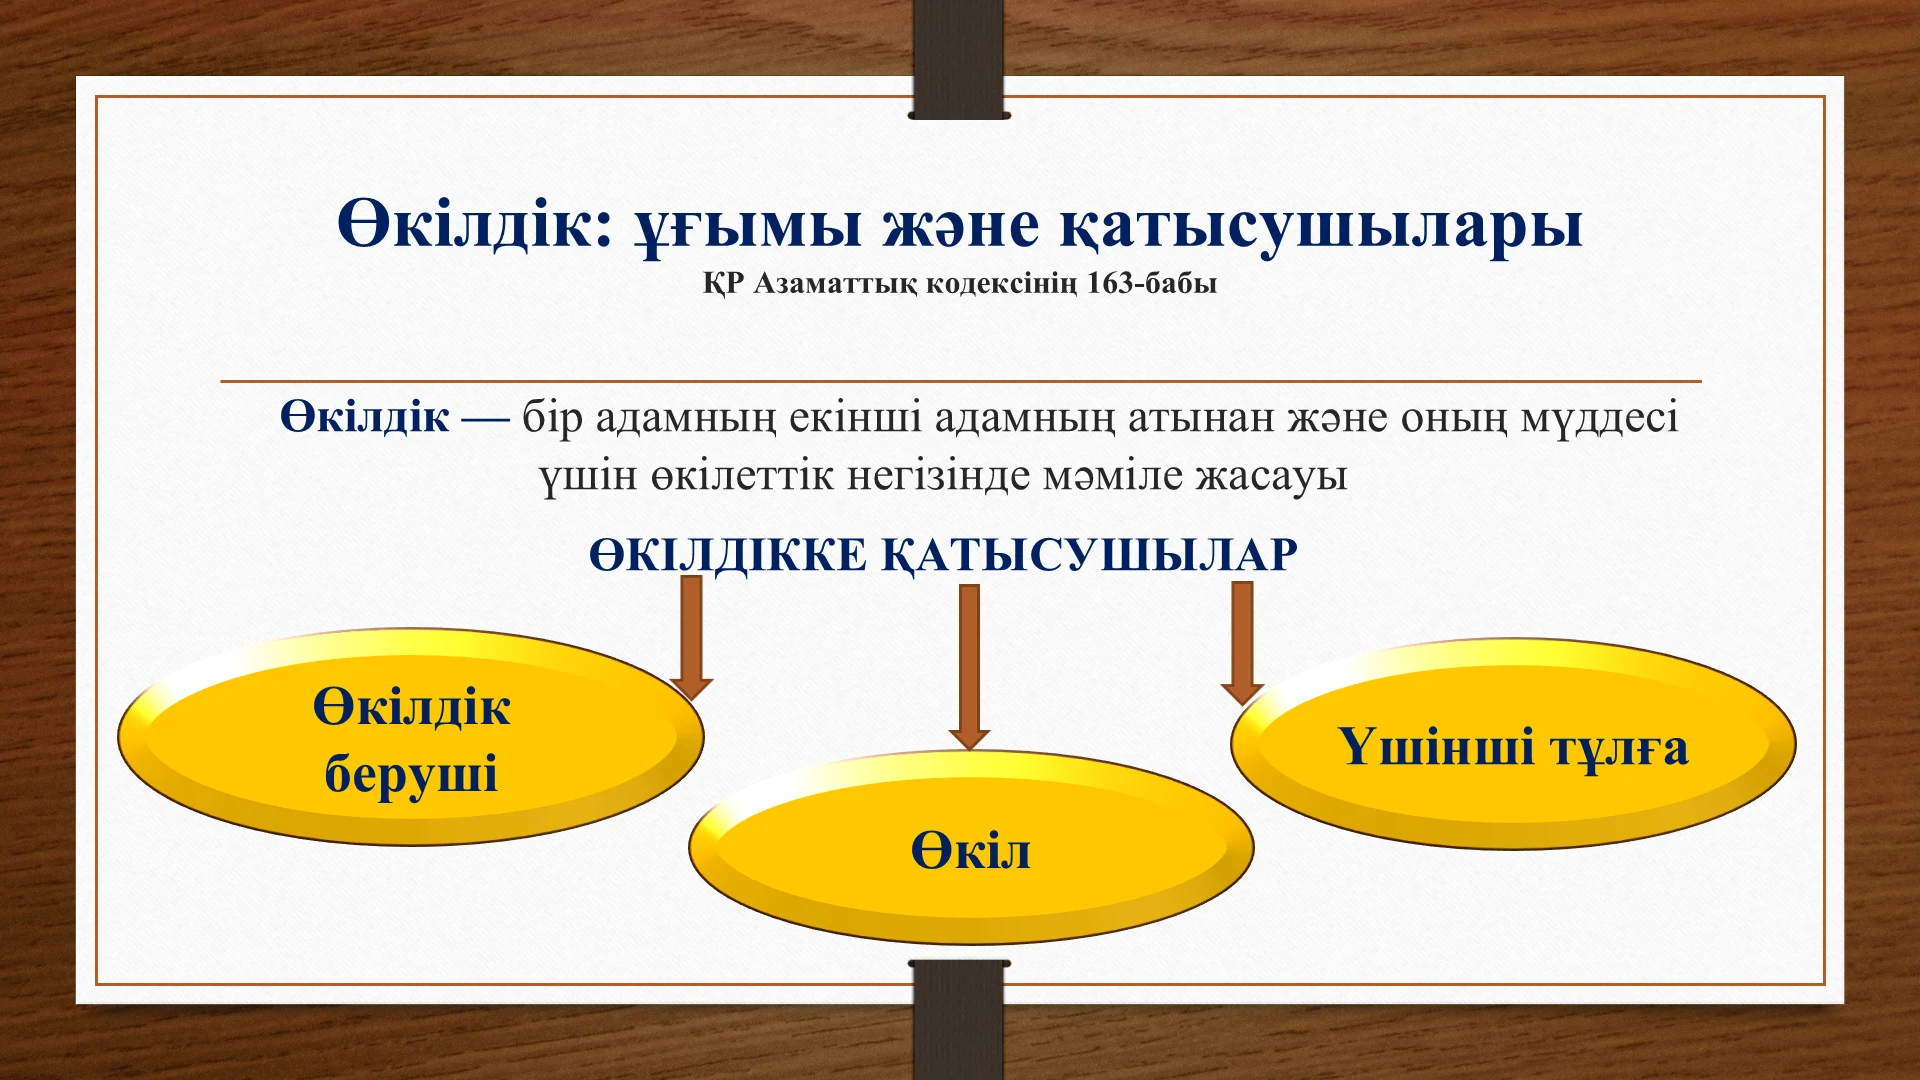 Өкілдік: ұғымы және қатысушылары
ҚР Азаматтық кодексінің 163-бабы
Өкілдік — бір адамның екінші адамның атынан және оның мүддесі
үшін өкілеттік негізінде мәміле жасауы
ӨКІЛДІККЕ ҚАТЫСУШЫЛАР
Өкілдік
беруші
Өкіл
Үшінші тұлға